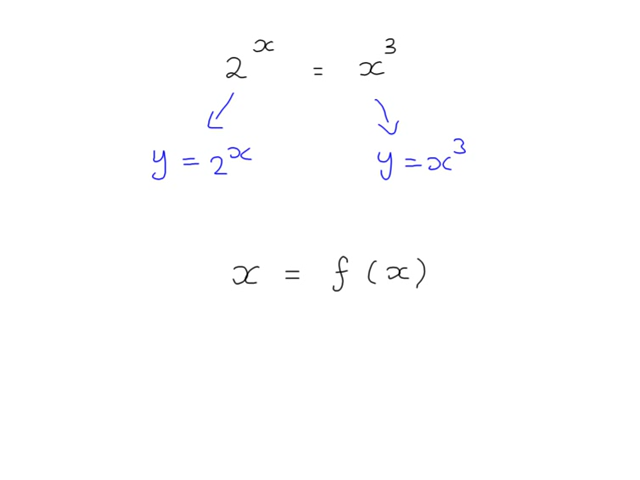 2^x = x^3
y = 2^x y = x^3
x = f(x)